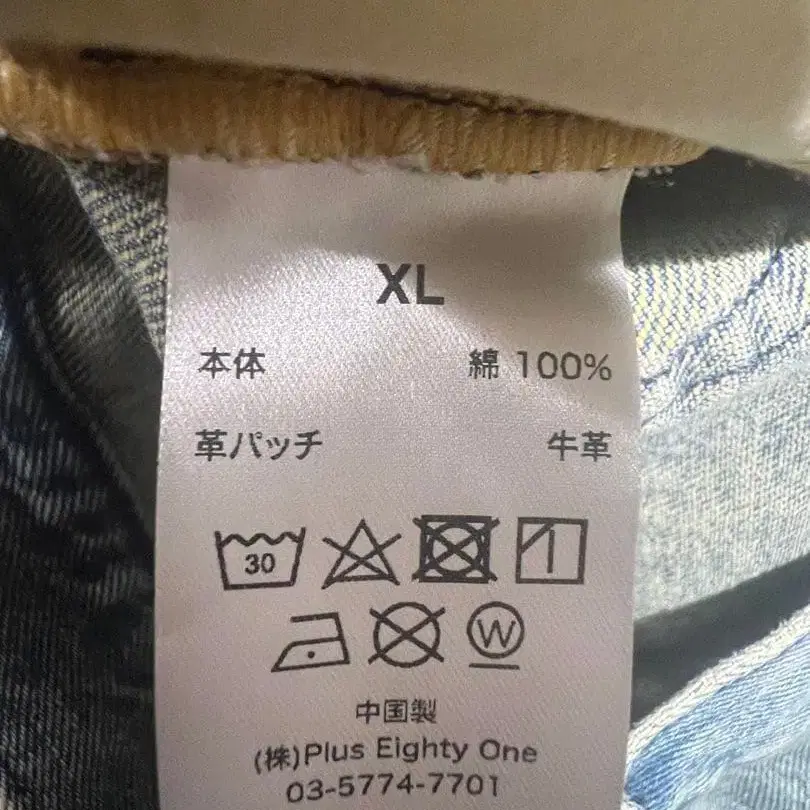 XL
本体 綿 100%
革パッチ 牛革
30
W
中国製
(株)Plus Eighty One
03-5774-7701